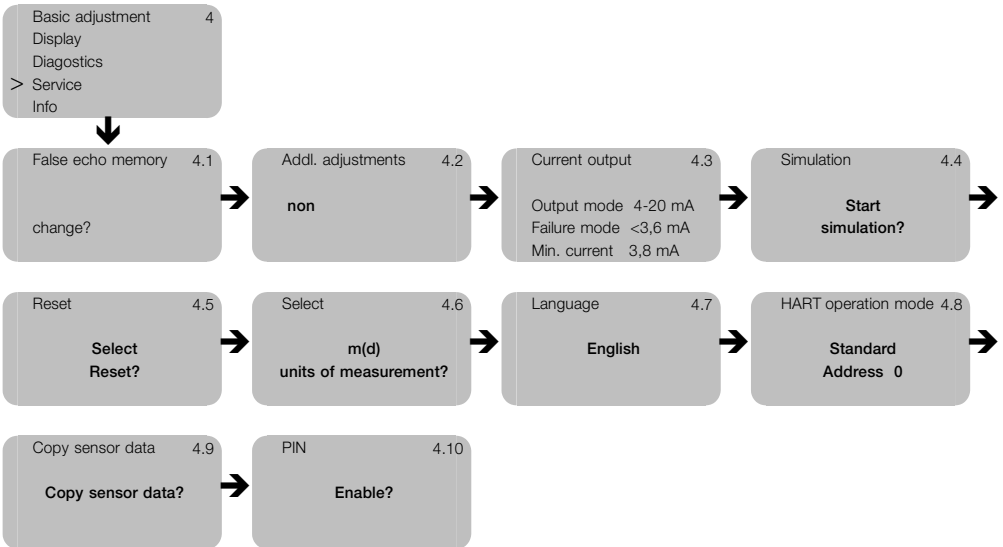 Basic adjustment 4
Display
Diagostics
> Service
Info
False echo memory 4.1
change?
Addl. adjustments 4.2
non
Current output 4.3
Output mode 4-20 mA
Failure mode <3,6 mA
Min. current 3,8 mA
Simulation 4.4
Start
simulation?
Reset 4.5
Select
Reset?
Select 4.6
m(d)
units of measurement?
Language 4.7
English
HART operation mode 4.8
Standard
Address 0
Copy sensor data 4.9
Copy sensor data?
PIN 4.10
Enable?